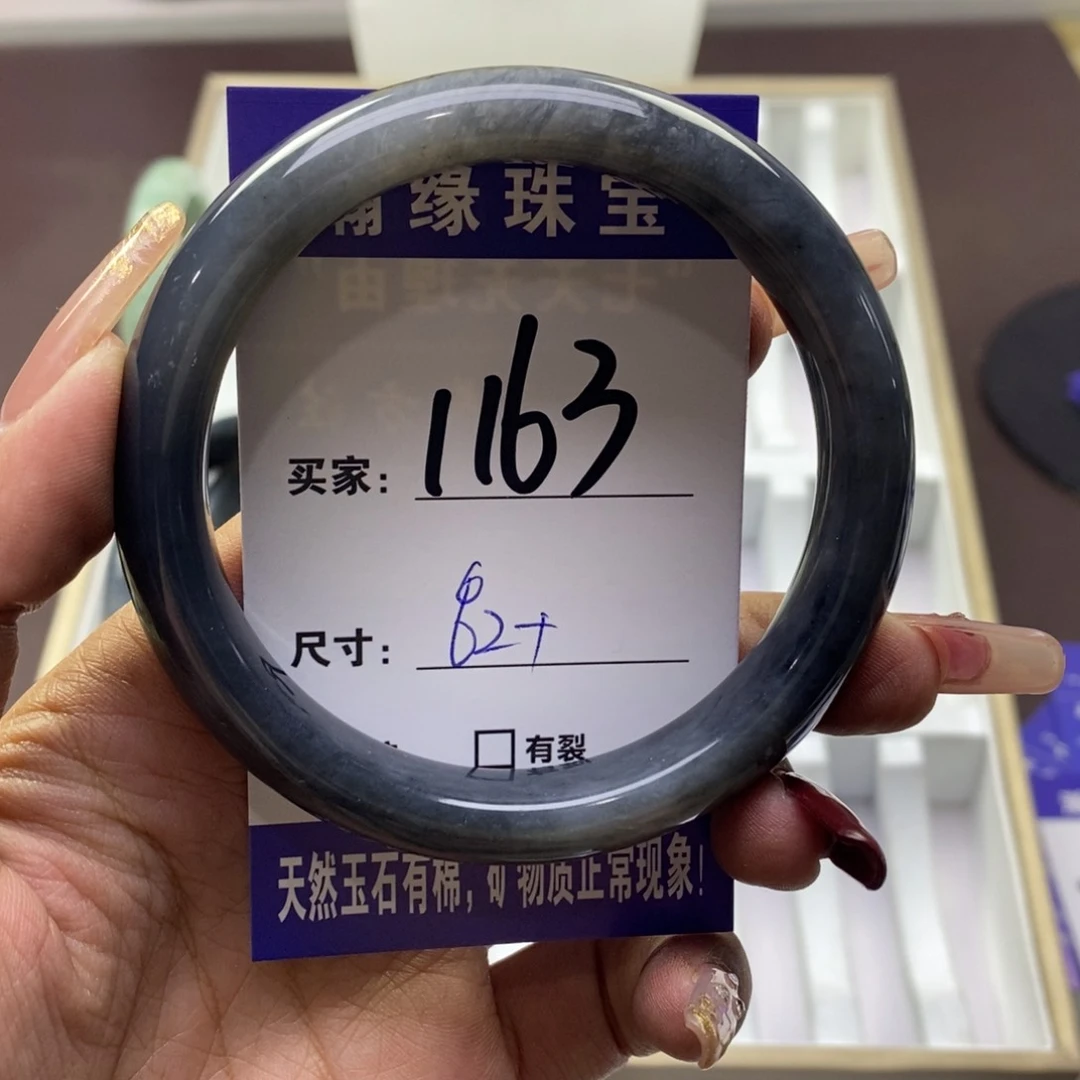 缘珠宝
买家：1163
尺寸：62+
有裂
天然玉石有棉，矿物质正常现象！